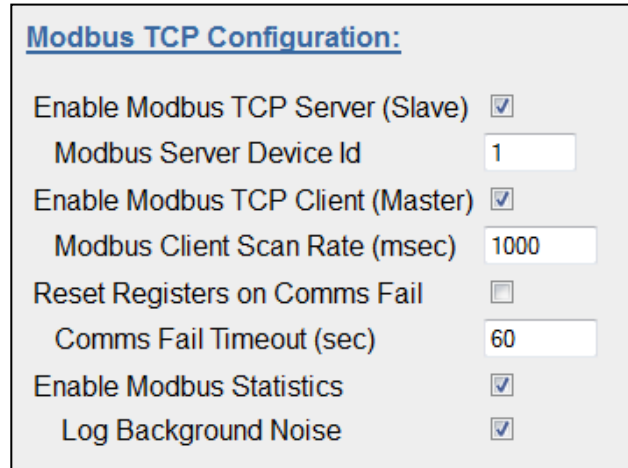 Modbus TCP Configuration:
Enable Modbus TCP Server (Slave)
Modbus Server Device Id 1
Enable Modbus TCP Client (Master)
Modbus Client Scan Rate (msec) 1000
Reset Registers on Comms Fail
Comms Fail Timeout (sec) 60
Enable Modbus Statistics
Log Background Noise